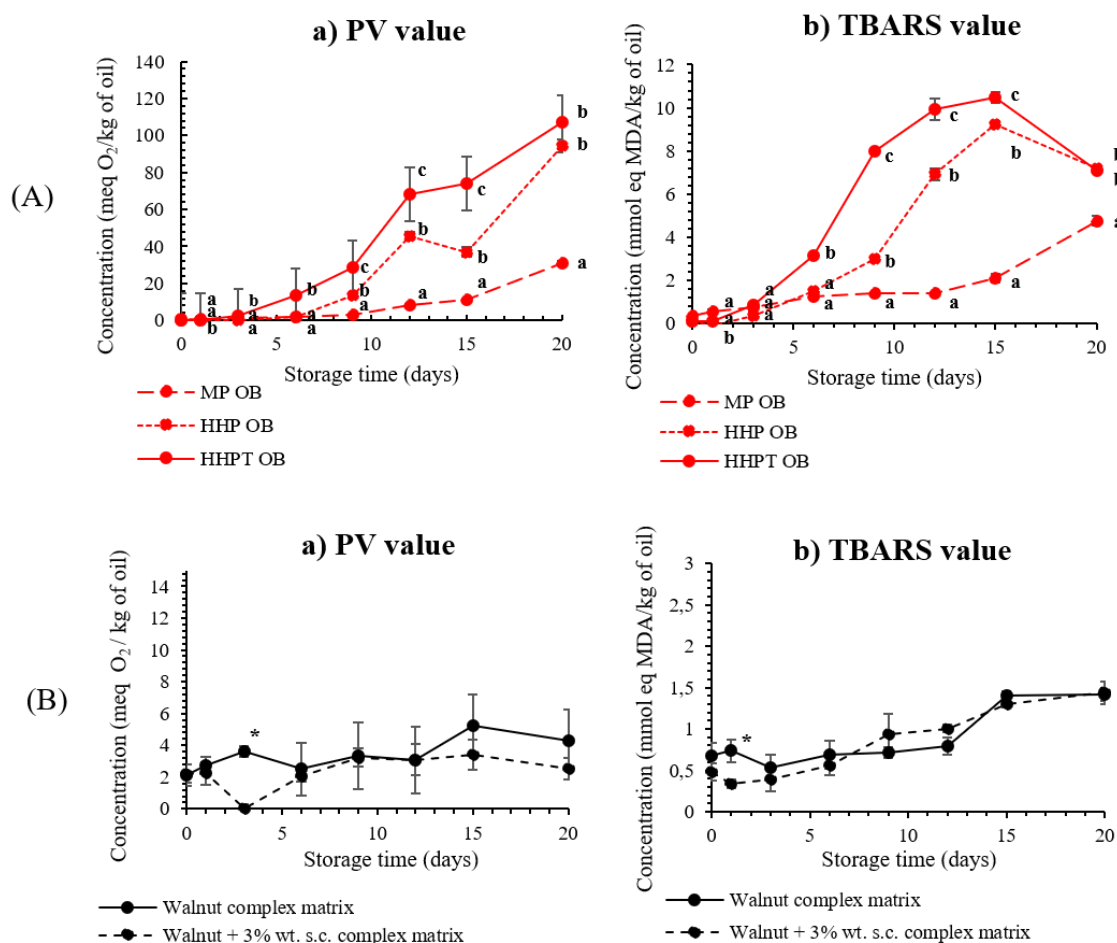 (A)
a) PV value
Concentration (meq O2/kg of oil)
140
120
100
80
60
40
20
0
a
a
b
b
a
a
b
a
a
c
b
a
c
b
a
c
b
a
b
b
a
0 5 10 15 20
Storage time (days)
MP OB
HHP OB
HHPT OB
b) TBARS value
Concentration (mmol eq MDA/kg of oil)
12
10
8
6
4
2
0
a
a
b
a
a
a
b
a
a
c
b
a
c
b
a
c
b
a
b
b
a
0 5 10 15 20
Storage time (days)
MP OB
HHP OB
HHPT OB
(B)
a) PV value
Concentration (meq O2 / kg of oil)
14
12
10
8
6
4
2
0
*
0 5 10 15 20
Storage time (days)
Walnut complex matrix
Walnut + 3% wt. s.c. complex matrix
b) TBARS value
Concentration (mmol eq MDA/kg of oil)
3
2,5
2
1,5
1
0,5
0
*
0 5 10 15 20
Storage time (days)
Walnut complex matrix
Walnut + 3% wt. s.c. complex matrix